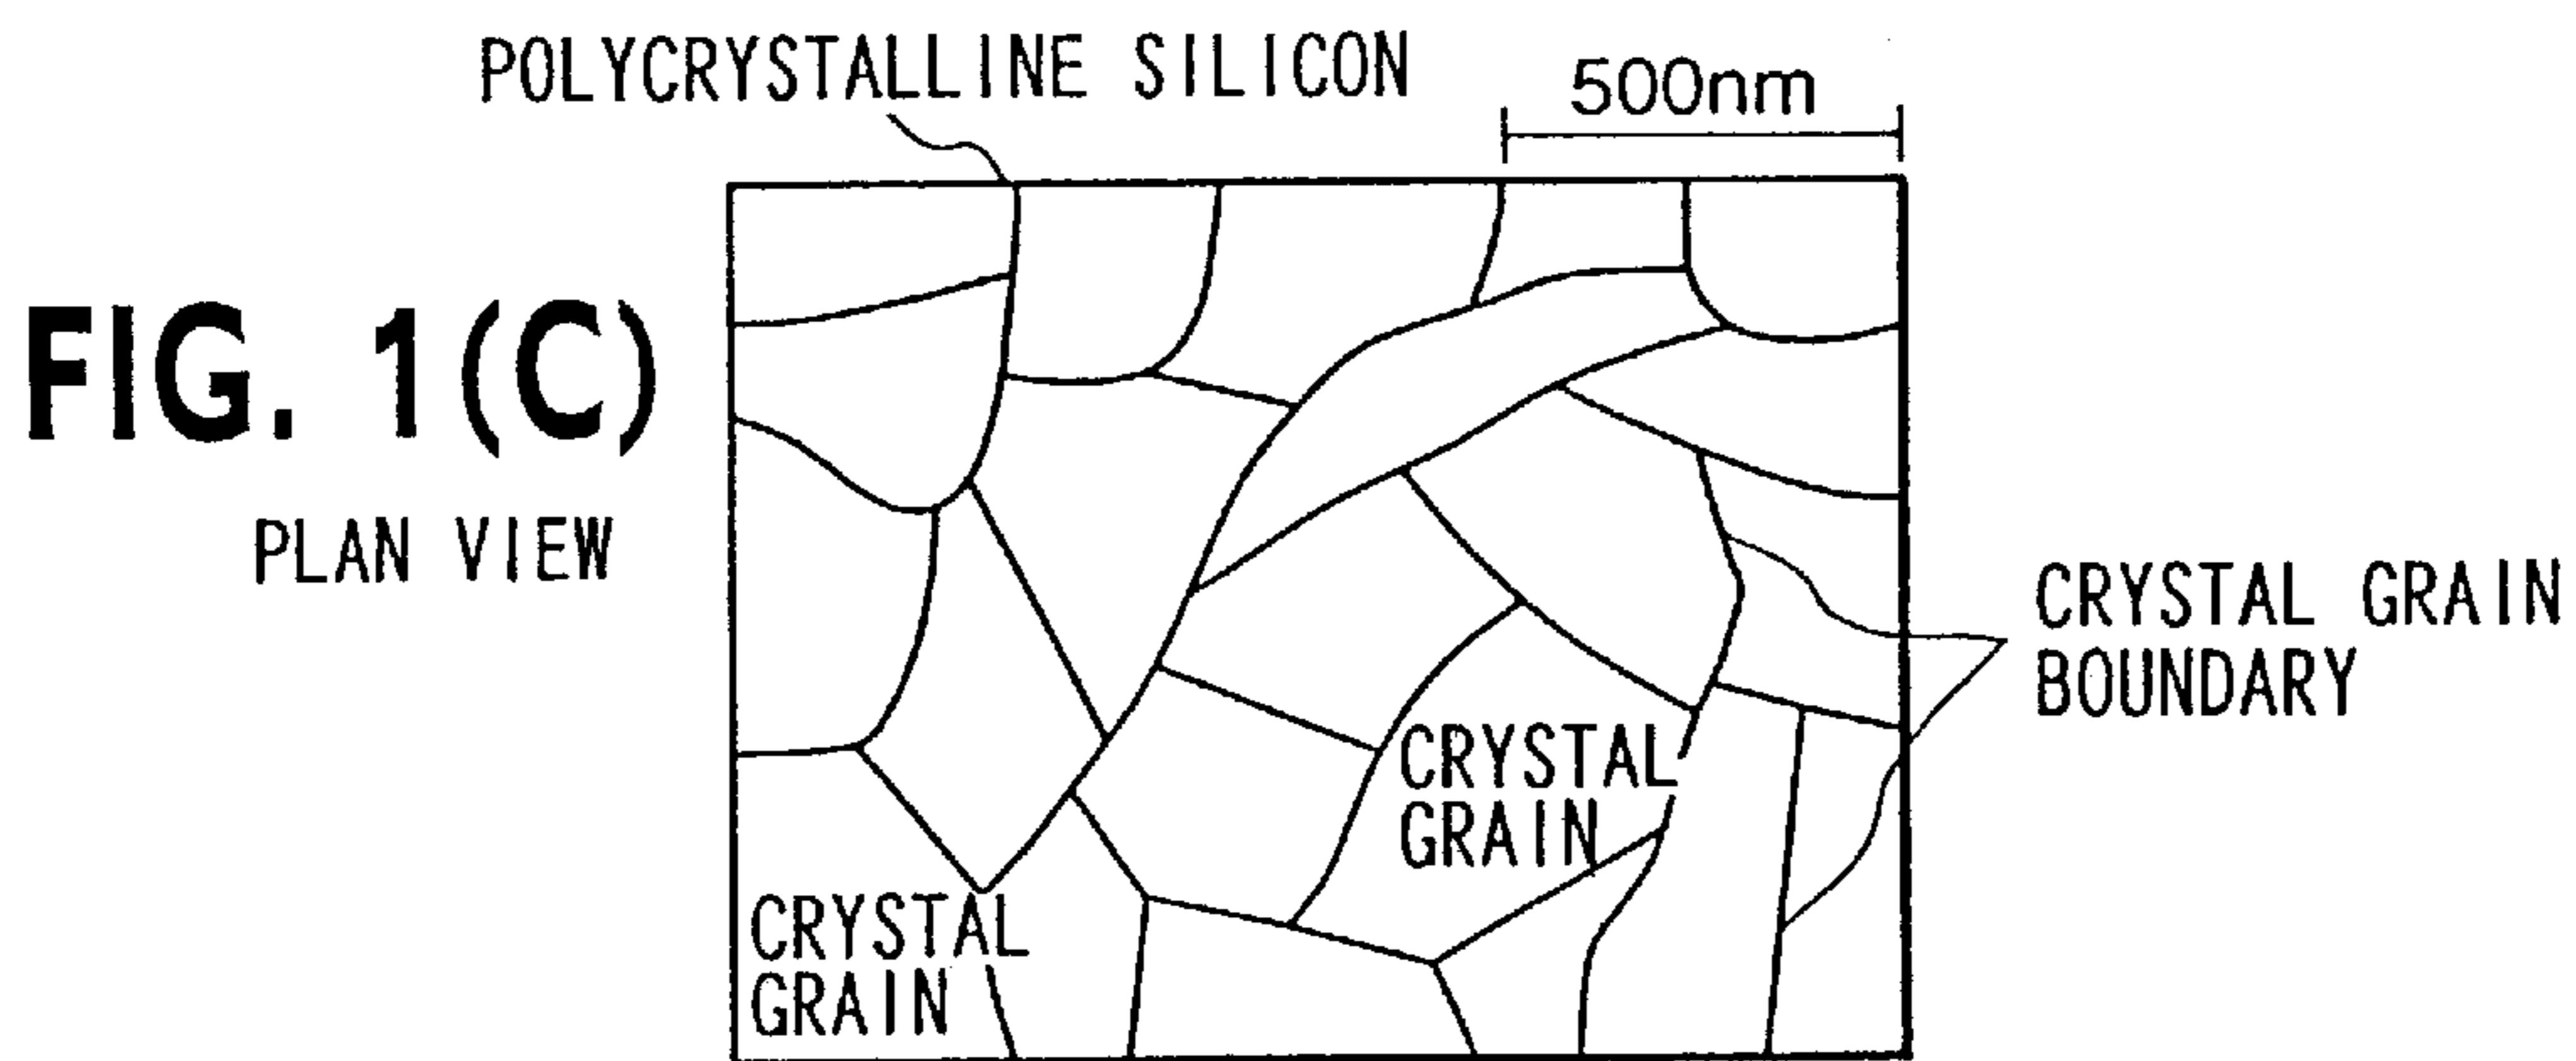 POLYCRYSTALLINE SILICON
500nm
FIG. 1(C)
PLAN VIEW
CRYSTAL GRAIN
BOUNDARY
CRYSTAL
GRAIN
CRYSTAL
GRAIN